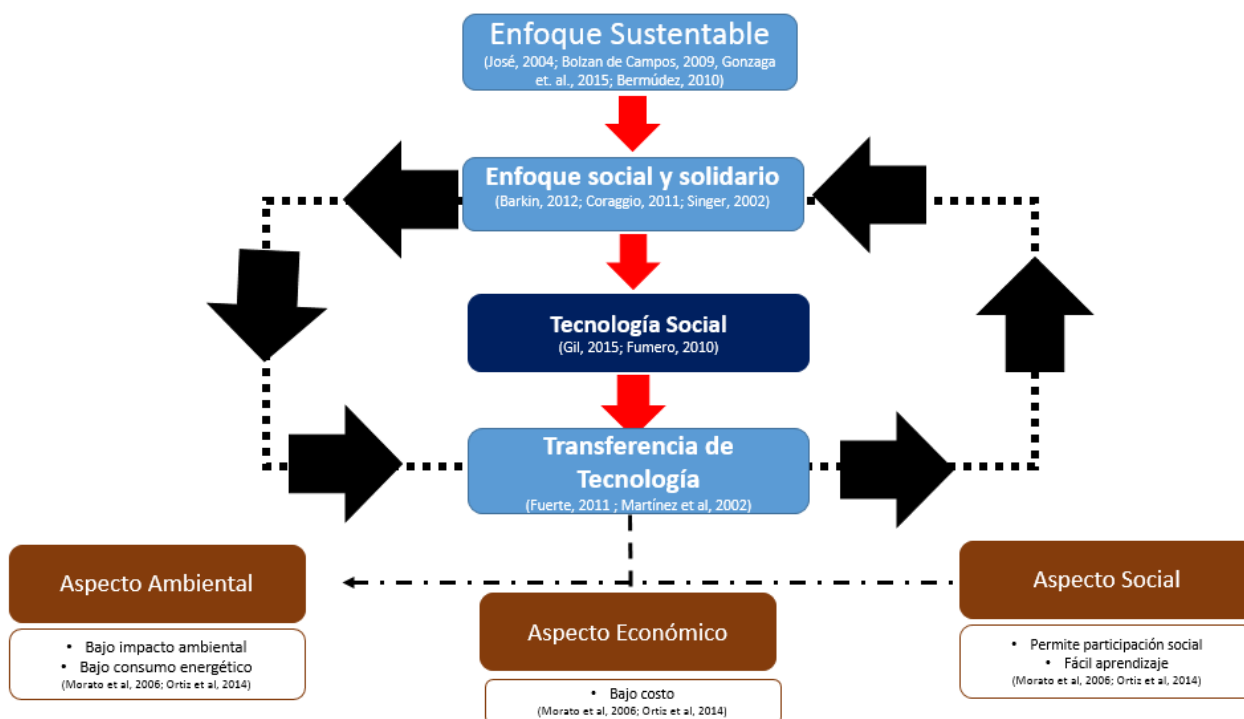 Enfoque Sustentable
(José, 2004; Bolzan de Campos, 2009, Gonzaga
et. al., 2015; Bermúdez, 2010)
Enfoque social y solidario
(Barkin, 2012; Coraggio, 2011; Singer, 2002)
Tecnología Social
(Gil, 2015; Fumero, 2010)
Transferencia de
Tecnología
(Fuerte, 2011 ; Martínez et al, 2002)
Aspecto Ambiental
• Bajo impacto ambiental
• Bajo consumo energético
(Morato et al, 2006; Ortiz et al, 2014)
Aspecto Económico
• Bajo costo
(Morato et al, 2006; Ortiz et al, 2014)
Aspecto Social
• Permite participación social
• Fácil aprendizaje
(Morato et al, 2006; Ortiz et al, 2014)